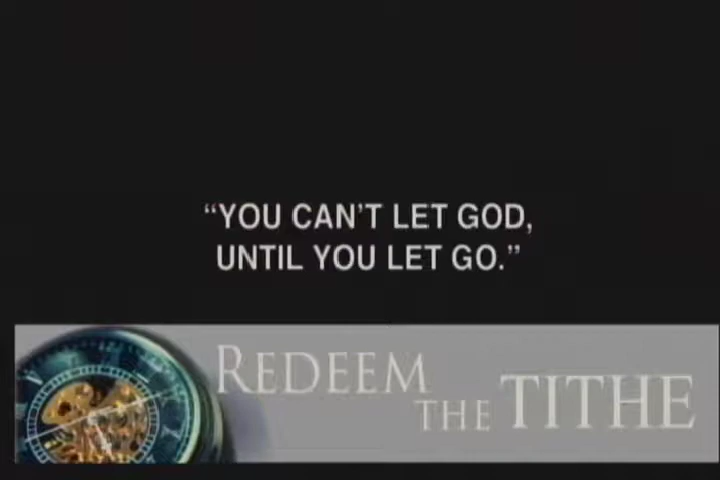 “YOU CAN’T LET GOD,
UNTIL YOU LET GO.”
REDEEM
THE TITHE